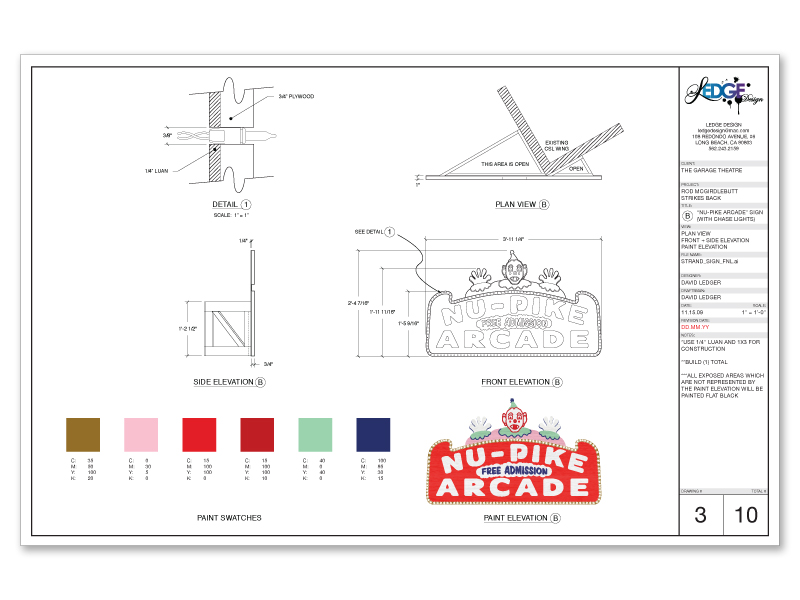 3/4" PLYWOOD
3/8"
1/4" LUAN
DETAIL 1
SCALE: 1" = 1"
EXISTING
CSL WING
THIS AREA IS OPEN
OPEN
1"
PLAN VIEW B
1/4"
1'-2 1/2"
3/4"
SIDE ELEVATION B
SEE DETAIL 1
3'-11 1/4"
2'-4 7/16"
1'-11 11/16"
1'-5 9/16"
NU-PIKE
FREE ADMISSION
ARCADE
FRONT ELEVATION B
C: 35
M: 50
Y: 100
K: 20
C: 0
M: 30
Y: 5
K: 0
C: 15
M: 100
Y: 100
K: 0
C: 15
M: 100
Y: 100
K: 10
C: 40
M: 0
Y: 40
K: 0
C: 100
M: 95
K: 15
PAINT SWATCHES
NU-PIKE
FREE ADMISSION
ARCADE
PAINT ELEVATION B
LEDGE
Design
LEDGE DESIGN
ledgedesign@mac.com
LONG BEACH, CA 90803
562.243.2159
CLIENT:
THE GARAGE THEATRE
PROJECT:
ROD MCGIRDLEBUTT
STRIKES BACK
TITLE:
B "NU-PIKE ARCADE" SIGN
(WITH CHASE LIGHTS)
VIEW:
PLAN VIEW
FRONT + SIDE ELEVATION
PAINT ELEVATION
FILE NAME:
STRAND_SIGN_FNL.ai
DESIGNER:
DAVID LEDGER
DRAFTSMAN:
DAVID LEDGER
DATE: SCALE:
11.15.09 1" = 1'-0"
REVISION DATE:
DD.MM.YY
NOTES:
*USE 1/4" LUAN AND 1X3 FOR
CONSTRUCTION
**BUILD (1) TOTAL
***ALL EXPOSED AREAS WHICH
ARE NOT REPRESENTED BY
THE PAINT ELEVATION WILL BE
PAINTED FLAT BLACK
DRAWING # TOTAL #
3 10